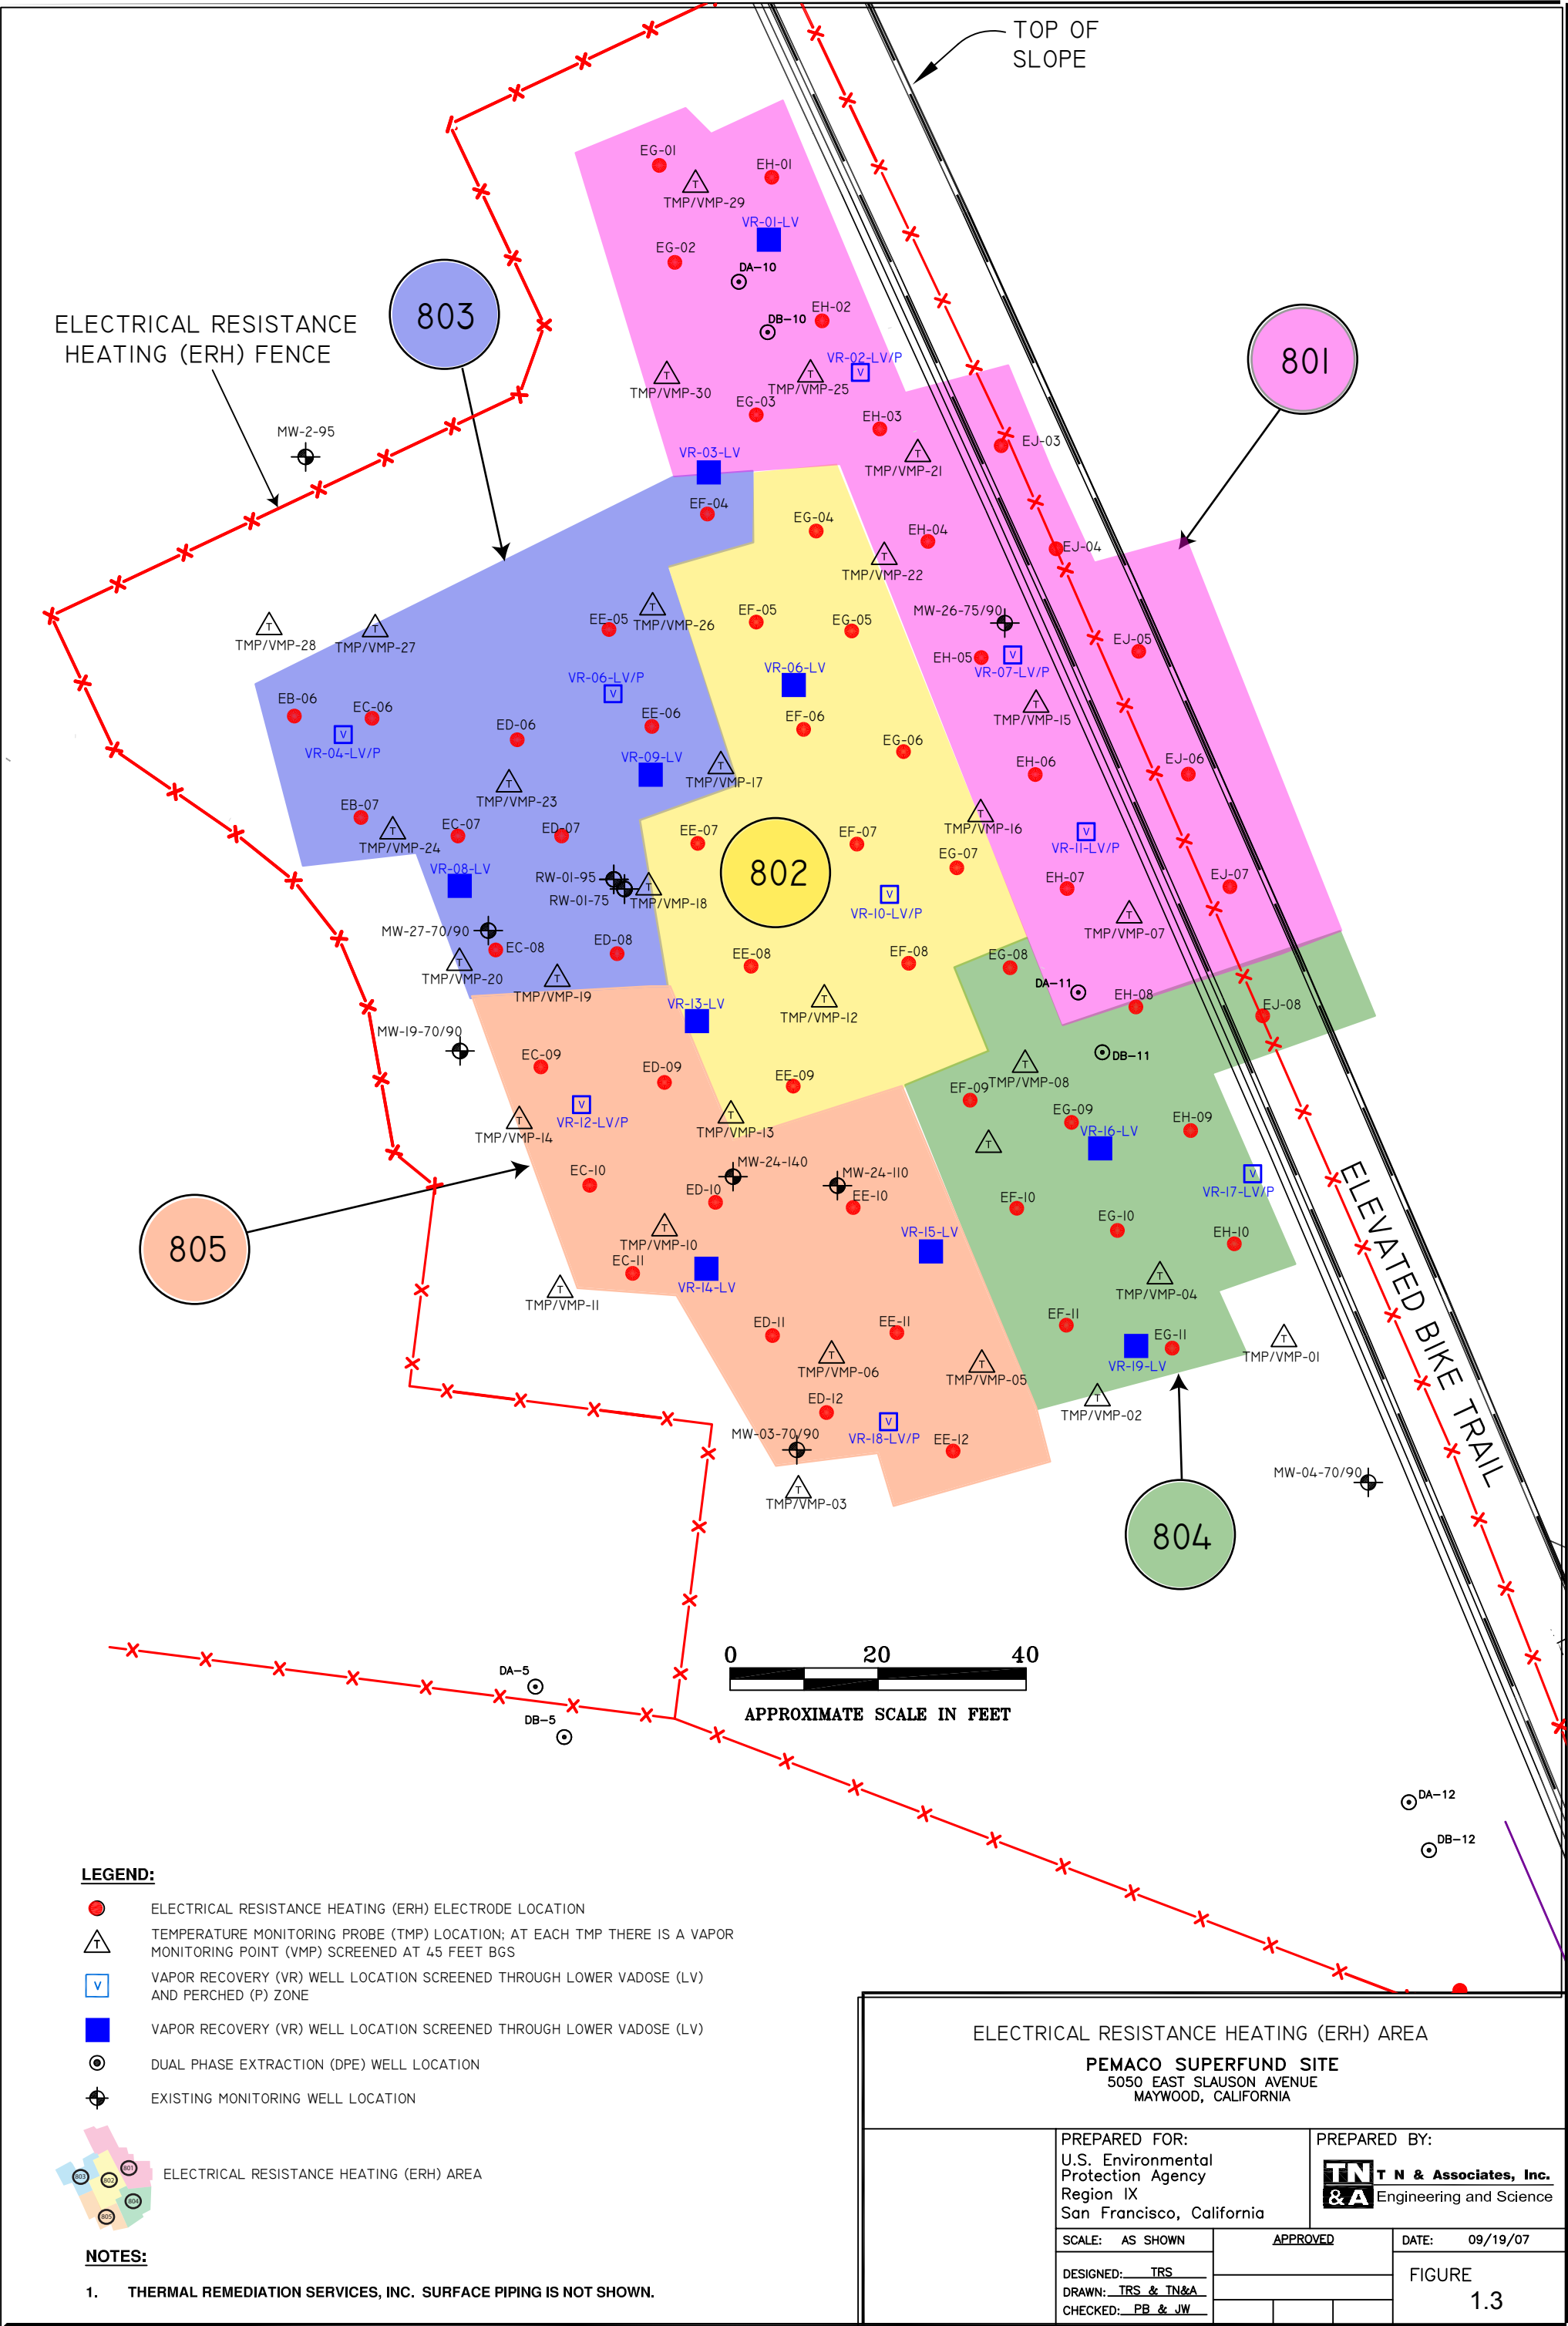 TOP OF
SLOPE
EG-01
EH-01
TMP/VMP-29
VR-01-LV
EG-02
DA-10
803
EH-02
DB-10
ELECTRICAL RESISTANCE
HEATING (ERH) FENCE
801
VR-02-LV/P
TMP/VMP-30
TMP/VMP-25
EG-03
EH-03
MW-2-95
EJ-03
VR-03-LV
TMP/VMP-21
EF-04
EG-04
EH-04
EJ-04
TMP/VMP-22
EF-05
MW-26-75/90
EE-05
TMP/VMP-26
EG-05
TMP/VMP-28
TMP/VMP-27
EJ-05
EH-05
VR-07-LV/P
VR-06-LV
VR-06-LV/P
EB-06
EC-06
TMP/VMP-15
EE-06
EF-06
ED-06
EG-06
VR-04-LV/P
VR-09-LV
EH-06
EJ-06
TMP/VMP-17
TMP/VMP-23
EB-07
EC-07
ED-07
TMP/VMP-16
EE-07
EF-07
TMP/VMP-24
VR-11-LV/P
EG-07
VR-08-LV
802
RW-01-95
EH-07
EJ-07
RW-01-75
TMP/VMP-18
VR-10-LV/P
MW-27-70/90
TMP/VMP-07
EC-08
ED-08
EE-08
EF-08
EG-08
TMP/VMP-20
DA-11
TMP/VMP-19
VR-13-LV
EH-08
EJ-08
TMP/VMP-12
MW-19-70/90
EC-09
DB-11
ED-09
EE-09
TMP/VMP-08
EF-09
EG-09
EH-09
VR-12-LV/P
VR-16-LV
TMP/VMP-14
TMP/VMP-13
MW-24-140
EC-10
MW-24-110
VR-17-LV/P
ED-10
EE-10
EF-10
ELEVATED BIKE TRAIL
VR-15-LV
EG-10
EH-10
805
TMP/VMP-10
EC-11
VR-14-LV
TMP/VMP-04
TMP/VMP-11
EF-11
ED-11
EE-11
EG-11
TMP/VMP-01
VR-19-LV
TMP/VMP-06
TMP/VMP-05
ED-12
TMP/VMP-02
MW-03-70/90
VR-18-LV/P
EE-12
MW-04-70/90
TMP/VMP-03
804
0 20 40
APPROXIMATE SCALE IN FEET
DA-5
DB-5
DA-12
DB-12
LEGEND:
ELECTRICAL RESISTANCE HEATING (ERH) ELECTRODE LOCATION
T
TEMPERATURE MONITORING PROBE (TMP) LOCATION; AT EACH TMP THERE IS A VAPOR
MONITORING POINT (VMP) SCREENED AT 45 FEET BGS
V
VAPOR RECOVERY (VR) WELL LOCATION SCREENED THROUGH LOWER VADOSE (LV)
AND PERCHED (P) ZONE
VAPOR RECOVERY (VR) WELL LOCATION SCREENED THROUGH LOWER VADOSE (LV)
DUAL PHASE EXTRACTION (DPE) WELL LOCATION
EXISTING MONITORING WELL LOCATION
801
803
802
804
805
ELECTRICAL RESISTANCE HEATING (ERH) AREA
NOTES:
1. THERMAL REMEDIATION SERVICES, INC. SURFACE PIPING IS NOT SHOWN.
ELECTRICAL RESISTANCE HEATING (ERH) AREA
PEMACO SUPERFUND SITE
5050 EAST SLAUSON AVENUE
MAYWOOD, CALIFORNIA
PREPARED FOR:
U.S. Environmental
Protection Agency
Region IX
San Francisco, California
PREPARED BY:
TN
&A
T N & Associates, Inc.
Engineering and Science
SCALE: AS SHOWN
APPROVED
DATE: 09/19/07
DESIGNED: TRS
DRAWN: TRS & TN&A
CHECKED: PB & JW
FIGURE
1.3